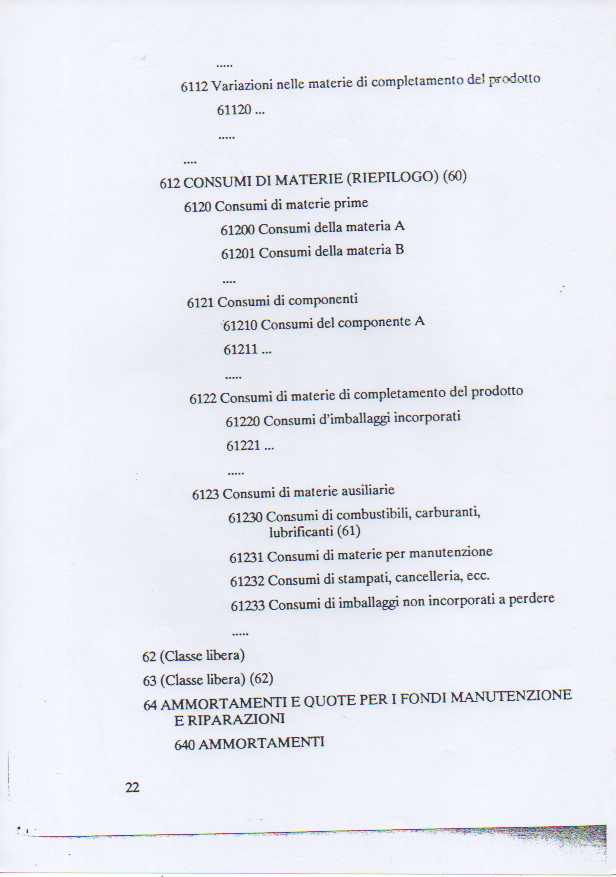 .....
6112 Variazioni nelle materie di completamento del prodotto
61120 ...
.....
....
612 CONSUMI DI MATERIE (RIEPILOGO) (60)
6120 Consumi di materie prime
61200 Consumi della materia A
61201 Consumi della materia B
....
6121 Consumi di componenti
61210 Consumi del componente A
61211 ...
.....
6122 Consumi di materie di completamento del prodotto
61220 Consumi d'imballaggi incorporati
61221 ...
.....
6123 Consumi di materie ausiliarie
61230 Consumi di combustibili, carburanti,
lubrificanti (61)
61231 Consumi di materie per manutenzione
61232 Consumi di stampati, cancelleria, ecc.
61233 Consumi di imballaggi non incorporati a perdere
.....
62 (Classe libera)
63 (Classe libera) (62)
64 AMMORTAMENTI E QUOTE PER I FONDI MANUTENZIONE
E RIPARAZIONI
640 AMMORTAMENTI
22